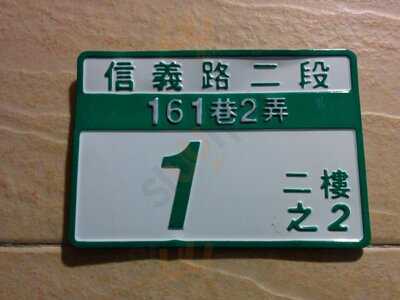 信義路二段
161巷2弄
1 二樓
之2